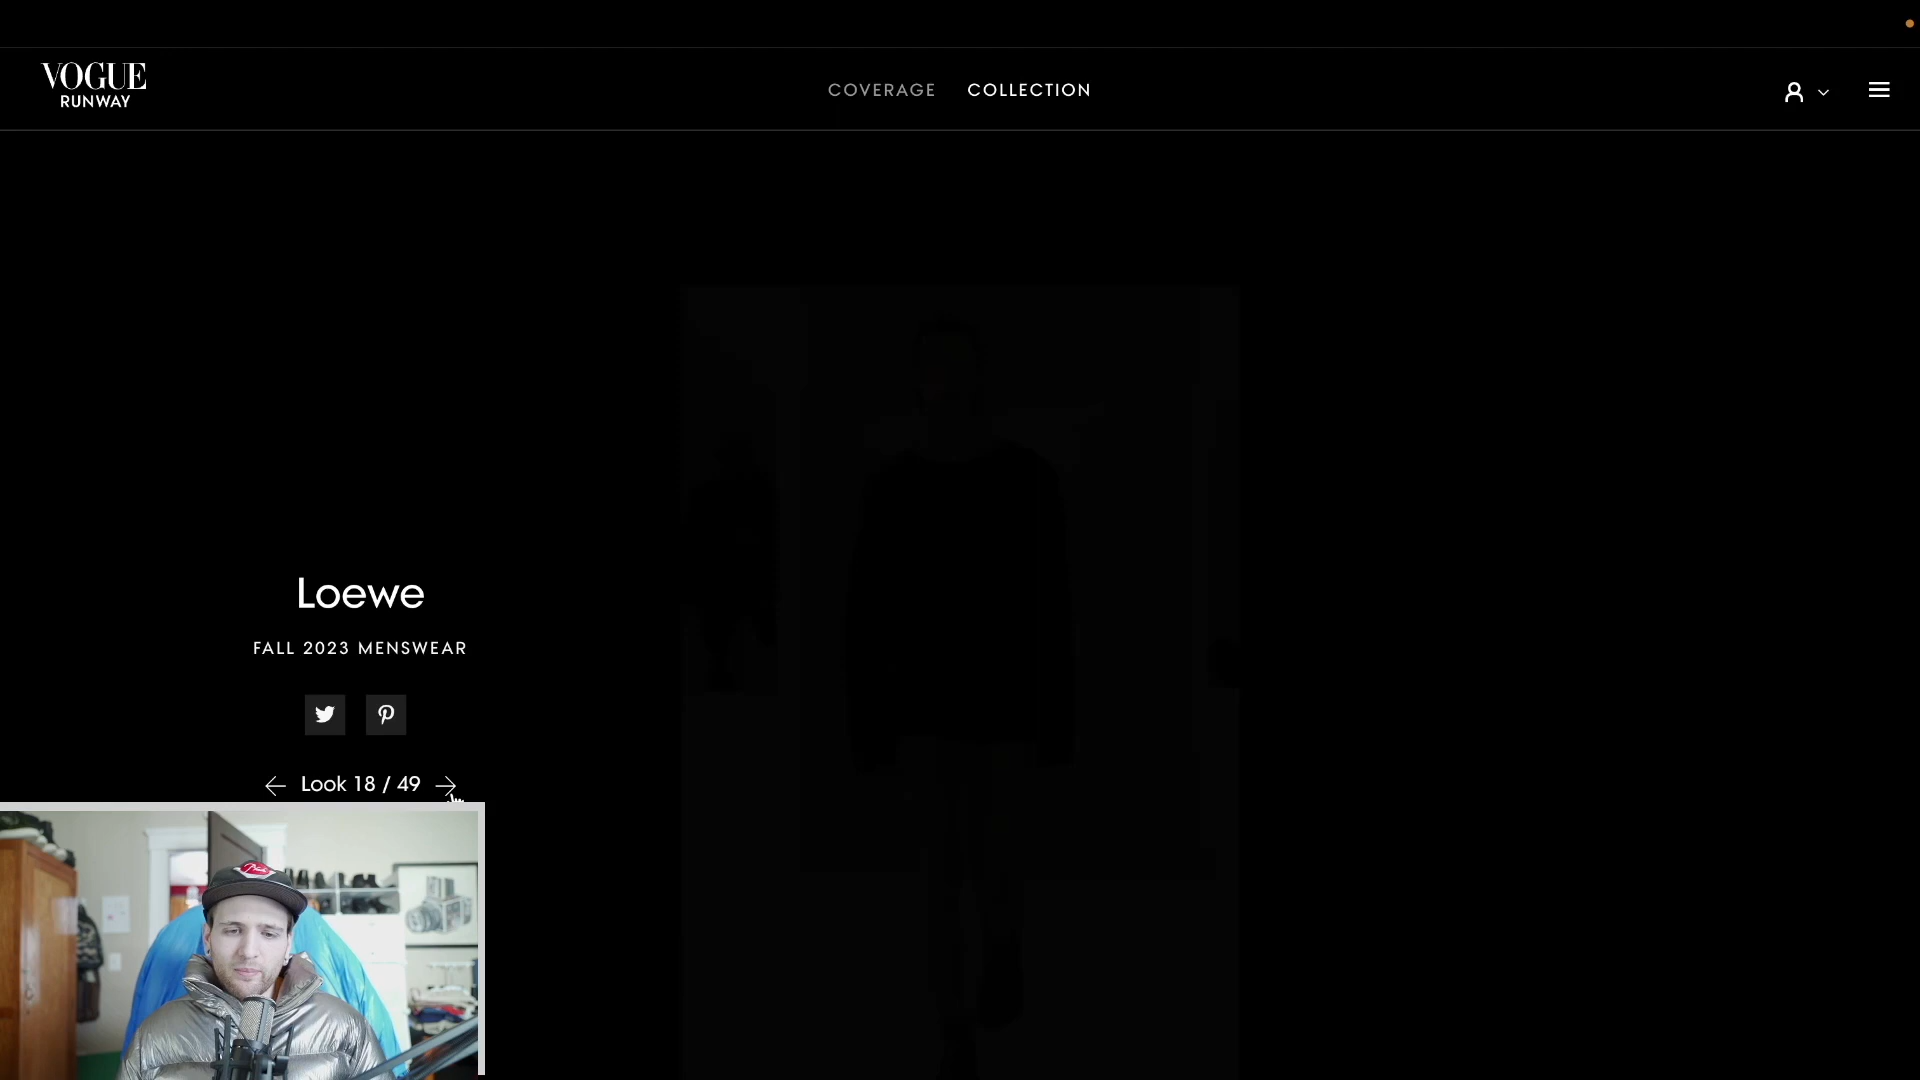 VOGUE
RUNWAY
COVERAGE
COLLECTION
Loewe
FALL 2023 MENSWEAR
Look 18 / 49